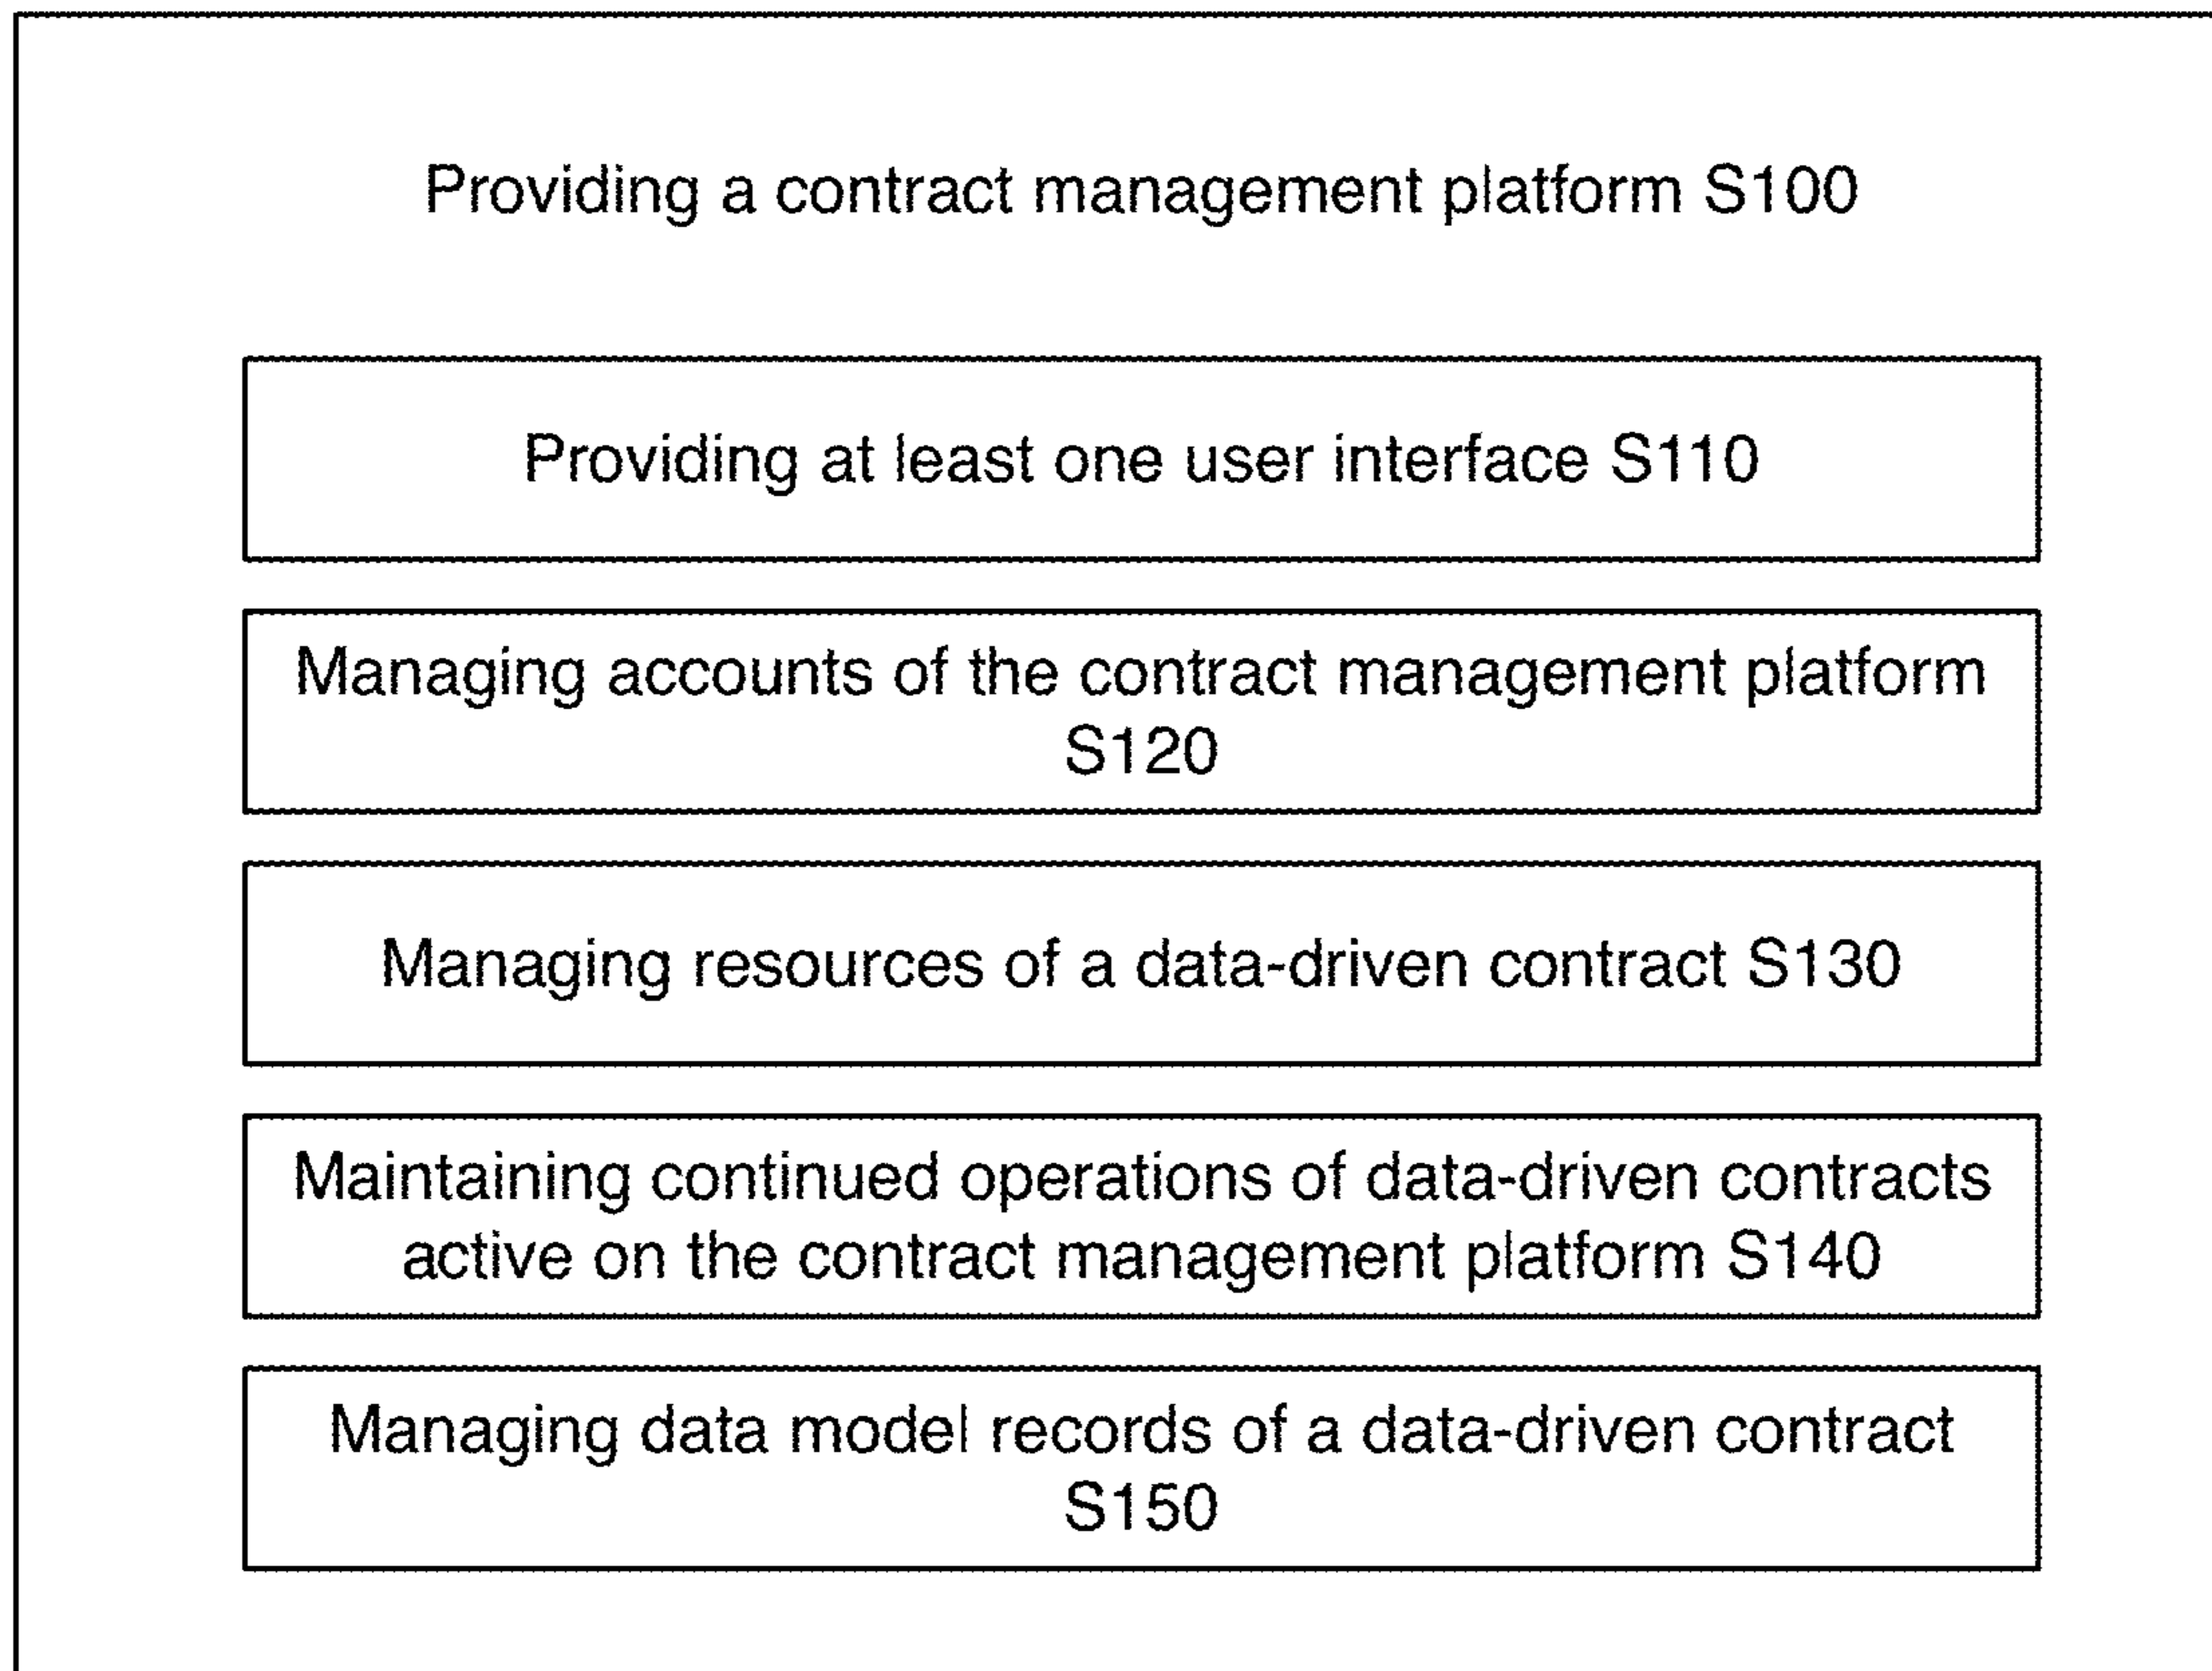 Providing a contract management platform S100
Providing at least one user interface S110
Managing accounts of the contract management platform
S120
Managing resources of a data-driven contract S130
Maintaining continued operations of data-driven contracts
active on the contract management platform S140
Managing data model records of a data-driven contract
S150